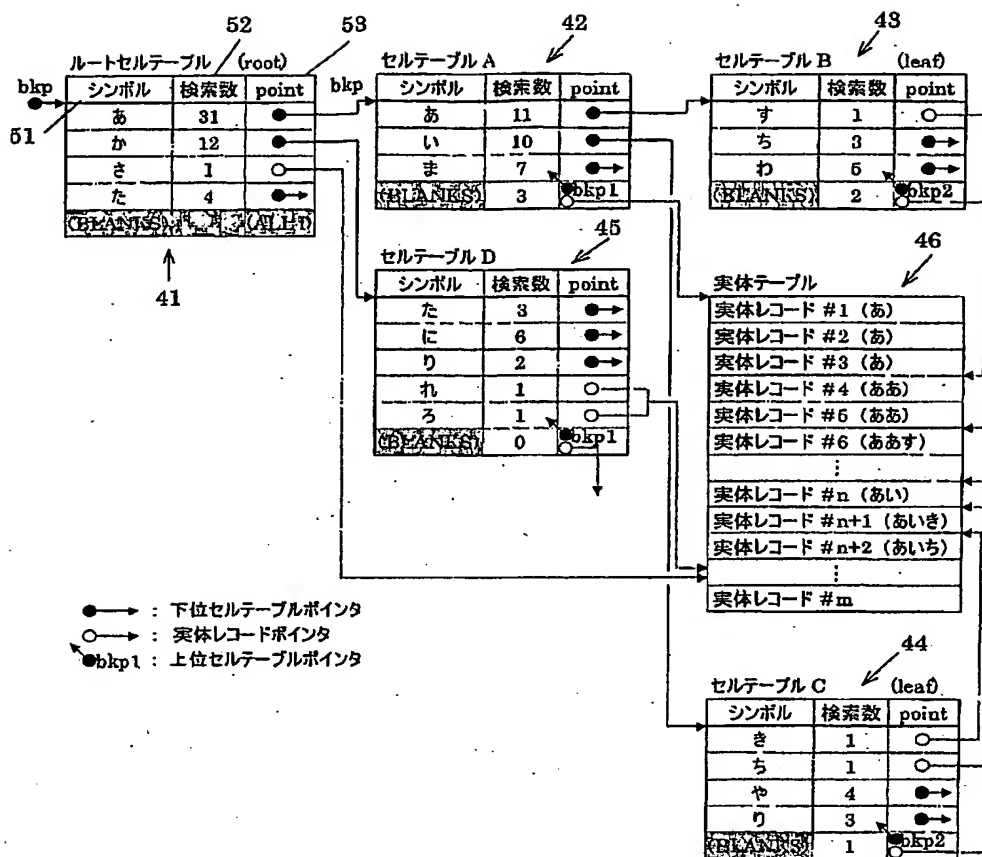 52
53
42
43
ルートセルテーブル (root)
bkp
シンボル 検索数 point
あ 31
か 12
さ 1
た 4
(BLANKS) (ALL 1)
51
41
bkp
セルテーブル A
シンボル 検索数 point
あ 11
い 10
ま 7
(BLANKS) 3 bkp1
セルテーブル B (leaf)
シンボル 検索数 point
す 1
ち 3
わ 5
(BLANKS) 2 bkp2
45
セルテーブル D
シンボル 検索数 point
た 3
に 6
り 2
れ 1
ろ 1
(BLANKS) 0 bkp1
46
実体テーブル
実体レコード #1 (あ)
実体レコード #2 (あ)
実体レコード #3 (あ)
実体レコード #4 (ああ)
実体レコード #5 (ああ)
実体レコード #6 (ああす)
⋮
実体レコード #n (あい)
実体レコード #n+1 (あいき)
実体レコード #n+2 (あいち)
⋮
実体レコード #m
: 下位セルテーブルポインタ
: 実体レコードポインタ
bkp1 : 上位セルテーブルポインタ
44
セルテーブル C (leaf)
シンボル 検索数 point
き 1
ち 1
や 4
り 3
(BLANKS) 1 bkp2